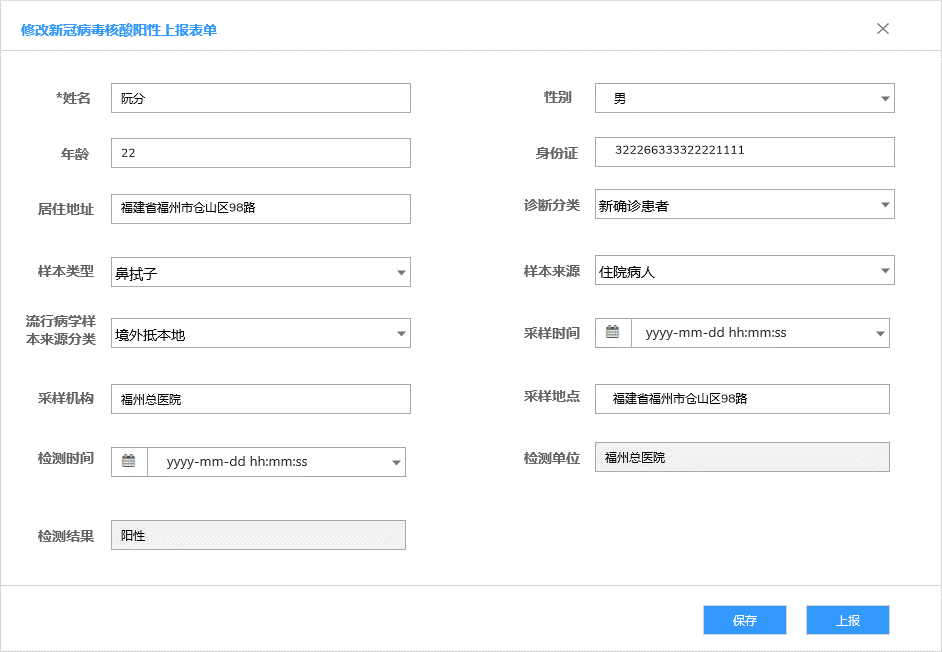 修改新冠病毒核酸阳性上报表单
*姓名 阮分 性别 男
年龄 22 身份证 322266333322221111
居住地址 福建省福州市仓山区98路 诊断分类 新确诊患者
样本类型 鼻拭子 样本来源 住院病人
流行病学样
本来源分类 境外抵本地 采样时间 yyyy-mm-dd hh:mm:ss
采样机构 福州总医院 采样地点 福建省福州市仓山区98路
检测时间 yyyy-mm-dd hh:mm:ss 检测单位 福州总医院
检测结果 阳性
保存 上报